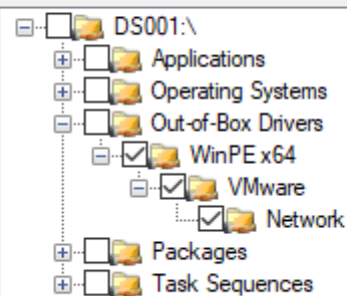 DS001:\
Applications
Operating Systems
Out-of-Box Drivers
WinPE x64
VMware
Network
Packages
Task Sequences